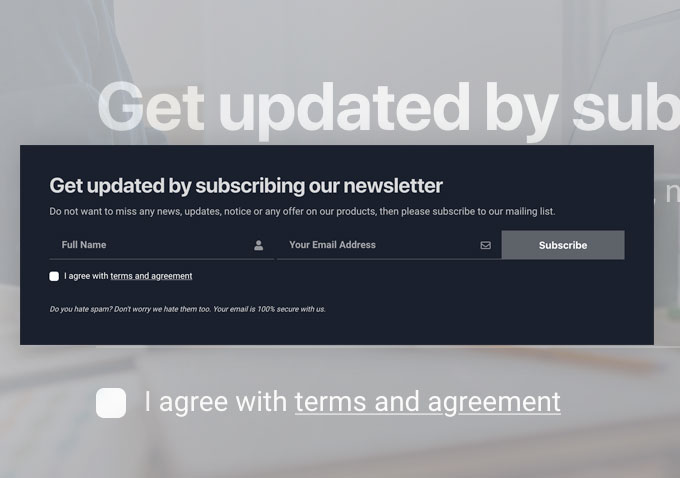 Get updated by sub
Get updated by subscribing our newsletter
, n
Do not want to miss any news, updates, notice or any offer on our products, then please subscribe to our mailing list.
Full Name
Your Email Address
Subscribe
I agree with terms and agreement
Do you hate spam? Don't worry we hate them too. Your email is 100% secure with us.
I agree with terms and agreement